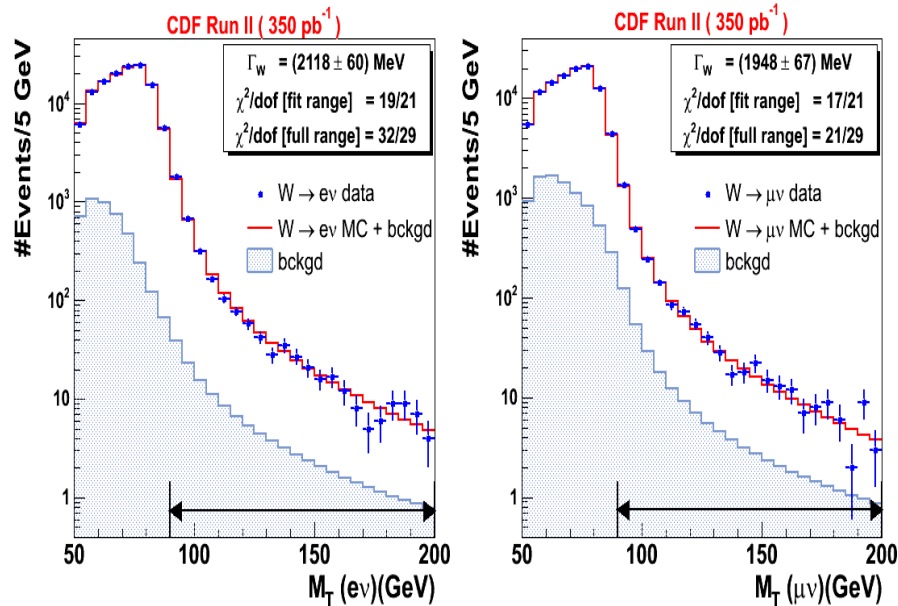 CDF Run II ( 350 pb⁻¹)
#Events/5 GeV
Γ_W = (2118 ± 60) MeV
χ²/dof [fit range] = 19/21
χ²/dof [full range] = 32/29
W → eν data
W → eν MC + bckgd
bckgd
10⁴
10³
10²
10
1
50 100 150 200
M_T (eν)(GeV)
CDF Run II ( 350 pb⁻¹)
#Events/5 GeV
Γ_W = (1948 ± 67) MeV
χ²/dof [fit range] = 17/21
χ²/dof [full range] = 21/29
W → μν data
W → μν MC + bckgd
bckgd
10⁴
10³
10²
10
1
50 100 150 200
M_T (μν)(GeV)